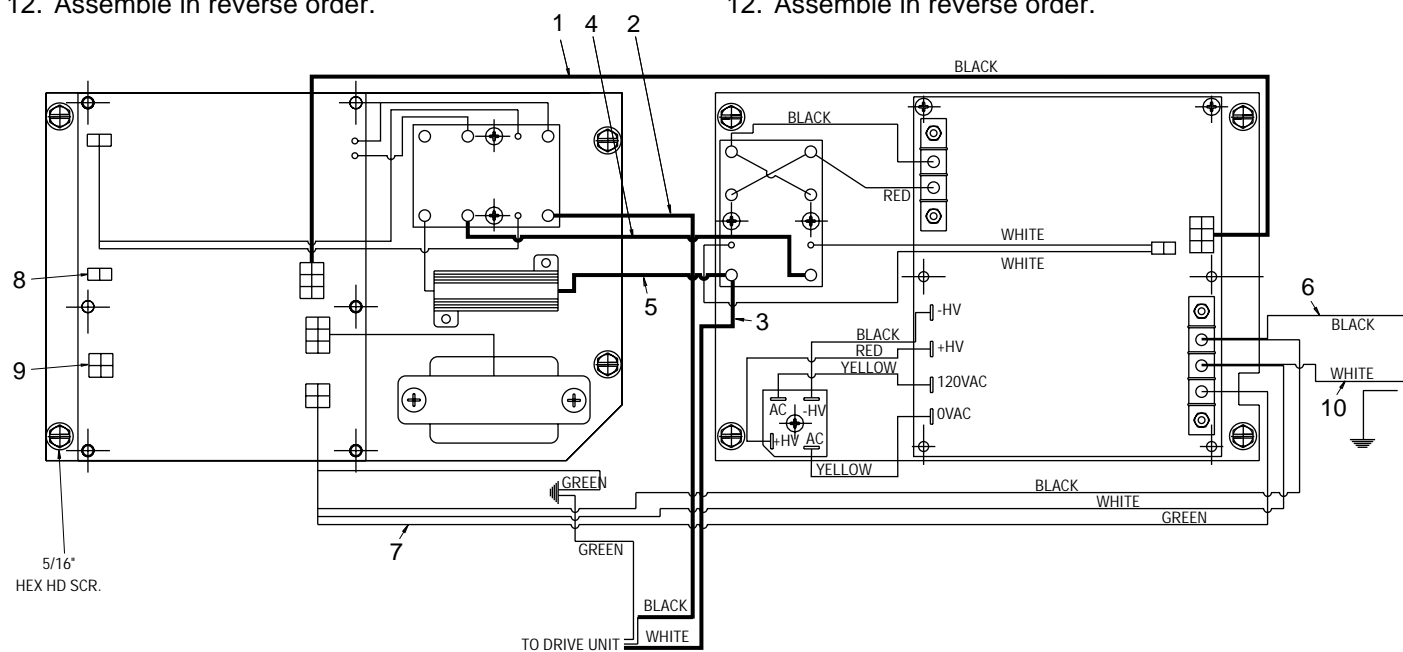 12. Assemble in reverse order.
12. Assemble in reverse order.
1
4
2
BLACK
BLACK
RED
WHITE
WHITE
8
5
3
6
-HV
BLACK
BLACK
+HV
RED
9
YELLOW
120VAC
WHITE
10
AC
-HV
0VAC
+HV
AC
YELLOW
GREEN
BLACK
WHITE
GREEN
7
GREEN
5/16"
HEX HD SCR.
BLACK
TO DRIVE UNIT
WHITE